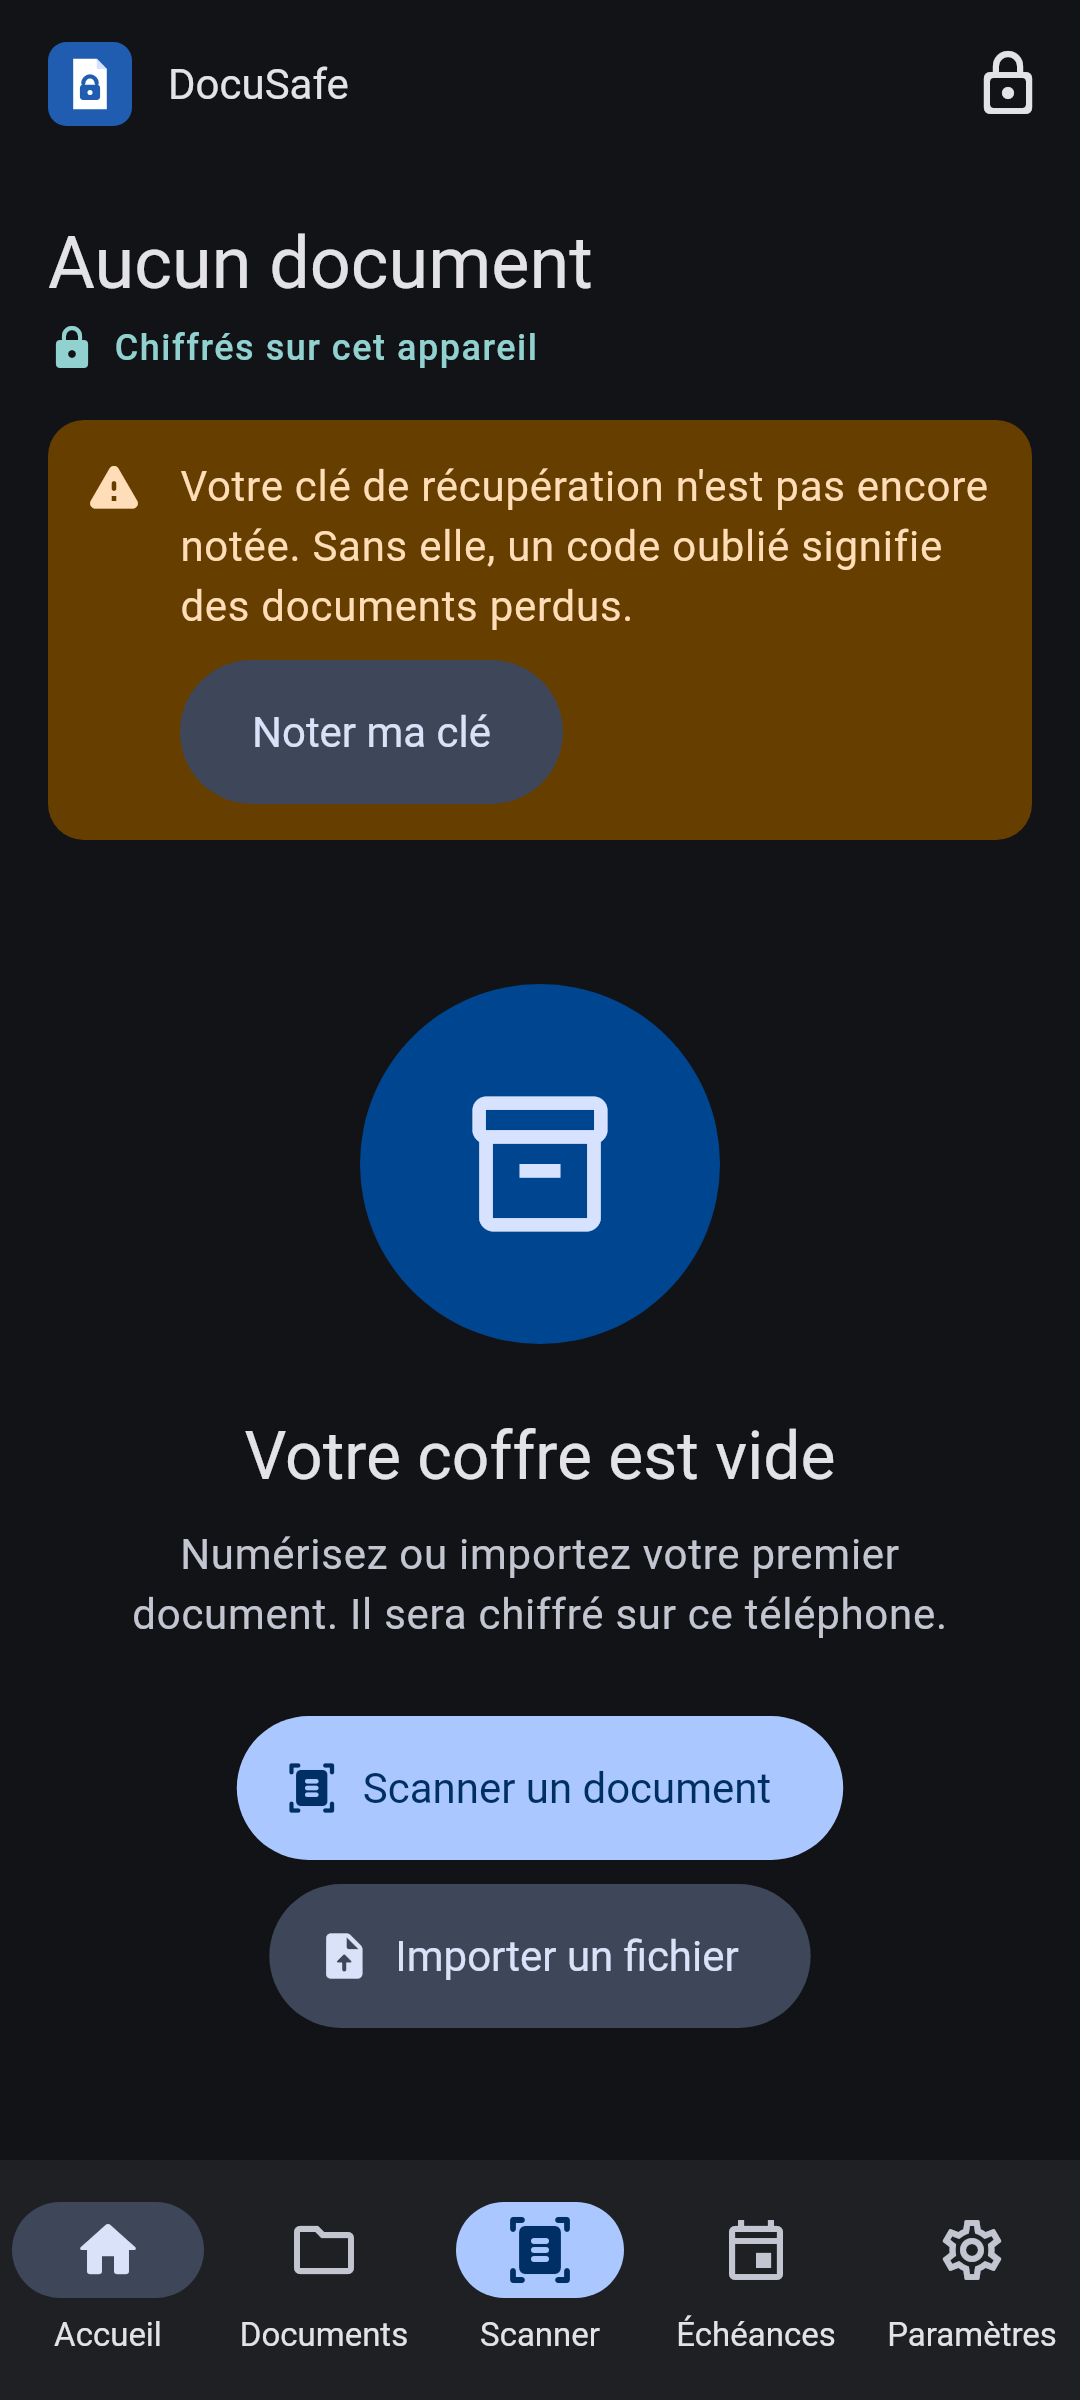 DocuSafe
Aucun document
Chiffrés sur cet appareil
Votre clé de récupération n'est pas encore
notée. Sans elle, un code oublié signifie
des documents perdus.
Noter ma clé
Votre coffre est vide
Numérisez ou importez votre premier
document. Il sera chiffré sur ce téléphone.
Scanner un document
Importer un fichier
Accueil
Documents
Scanner
Échéances
Paramètres